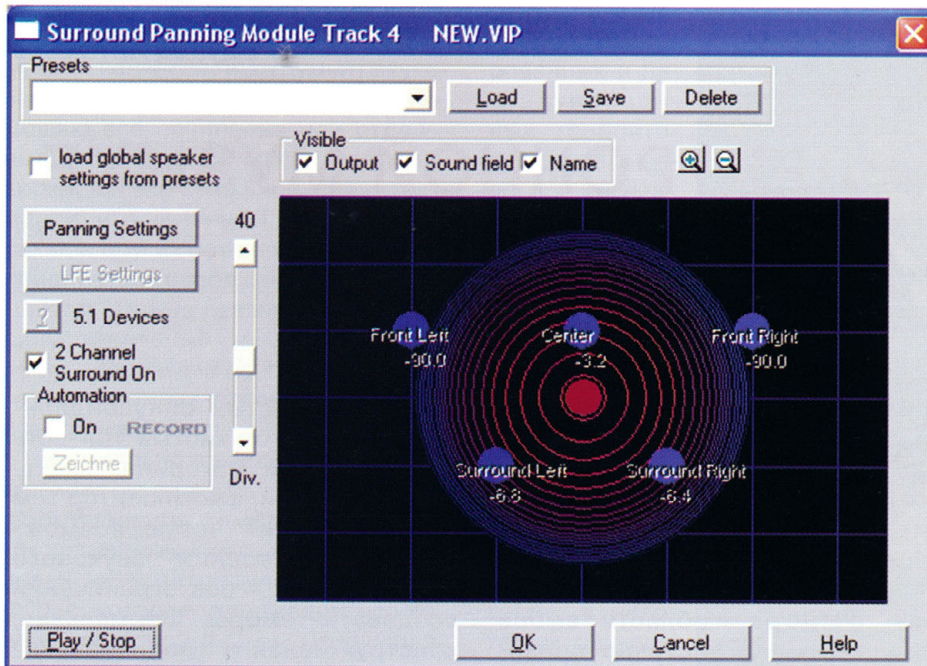 Surround Panning Module Track 4 NEW.VIP
Presets
Load Save Delete
load global speaker
settings from presets
Visible
Output Sound field Name
Panning Settings
40
LFE Settings
? 5.1 Devices
2 Channel
Surround On
Automation
On RECORD
Zeichne
Div.
Front Left
-90.0
Center
-3.2
Front Right
-90.0
Surround Left
-6.8
Surround Right
-6.4
Play / Stop OK Cancel Help